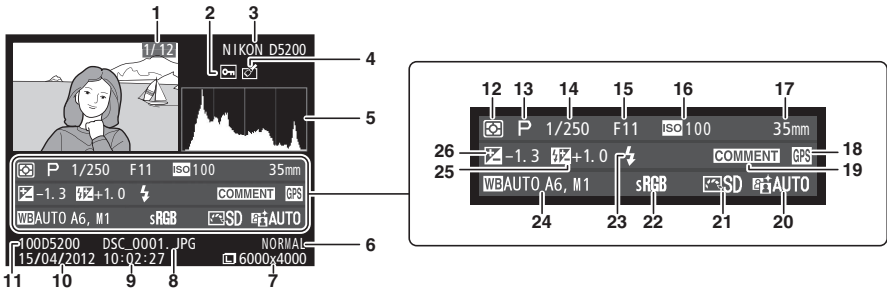 1 2 3
1/12 NIKON D5200
4
5
P 1/250 F11 ISO 100 35mm
–1. 3 +1. 0 COMMENT GPS
WB AUTO A6, M1 sRGB SD AUTO
100D5200 DSC_0001. JPG NORMAL
15/04/2012 10:02:27 6000x4000
6
11 10 9 8 7
12 13 14 15 16 17
P 1/250 F11 ISO 100 35mm
26 –1. 3 +1. 0 COMMENT GPS 18
25 19
WB AUTO A6, M1 sRGB SD AUTO
24 23 22 21 20